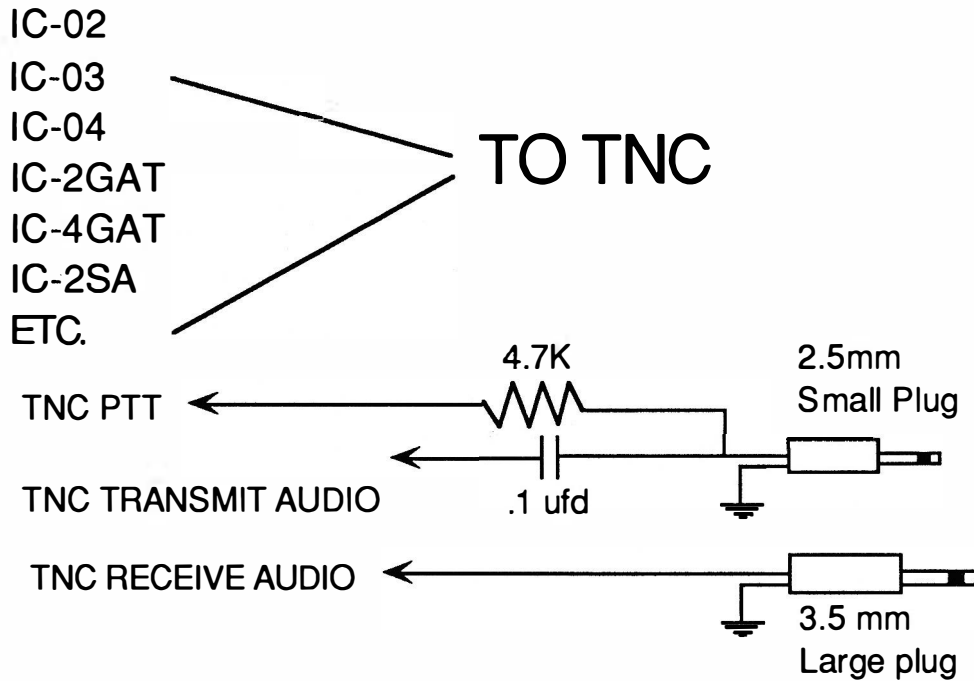 IC-02
IC-03
IC-04
IC-2GAT
IC-4GAT
IC-2SA
ETC.
TO TNC
4.7K
2.5mm
Small Plug
TNC PTT
TNC TRANSMIT AUDIO
.1 ufd
TNC RECEIVE AUDIO
3.5 mm
Large plug